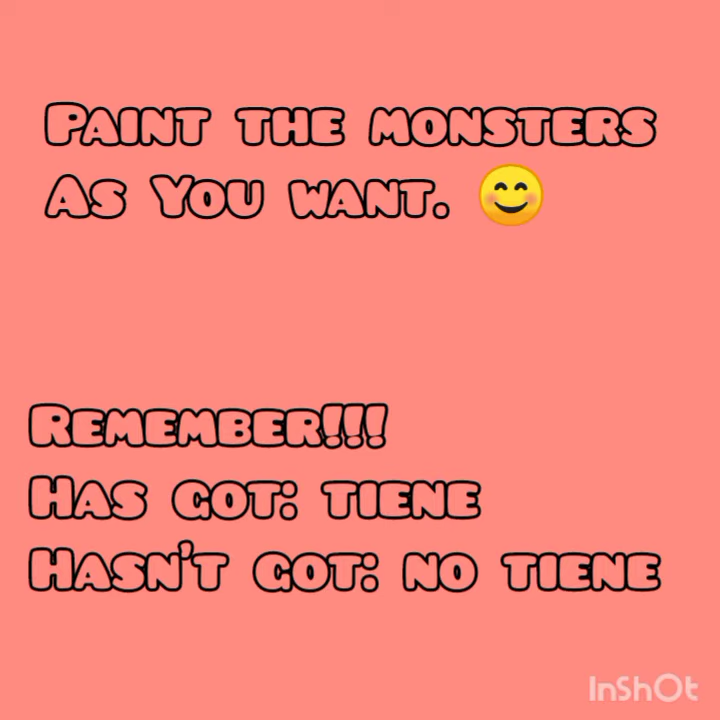 Paint the monsters
As You want. 😊
Remember!!!
Has got: tiene
Hasn't got: no tiene
InShOt